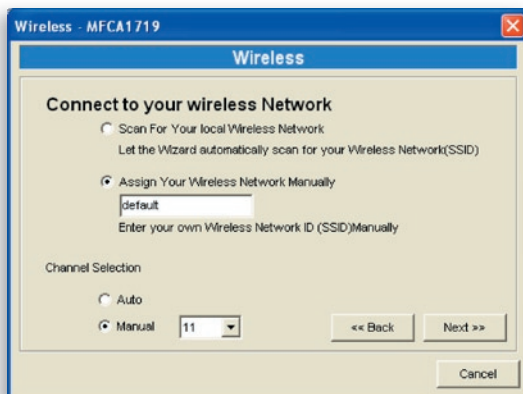 Wireless - MFCA1719
Wireless
Connect to your wireless Network
Scan For Your local Wireless Network
Let the Wizard automatically scan for your Wireless Network(SSID)
Assign Your Wireless Network Manually
default
Enter your own Wireless Network ID (SSID)Manually
Channel Selection
Auto
Manual 11
<< Back Next >>
Cancel